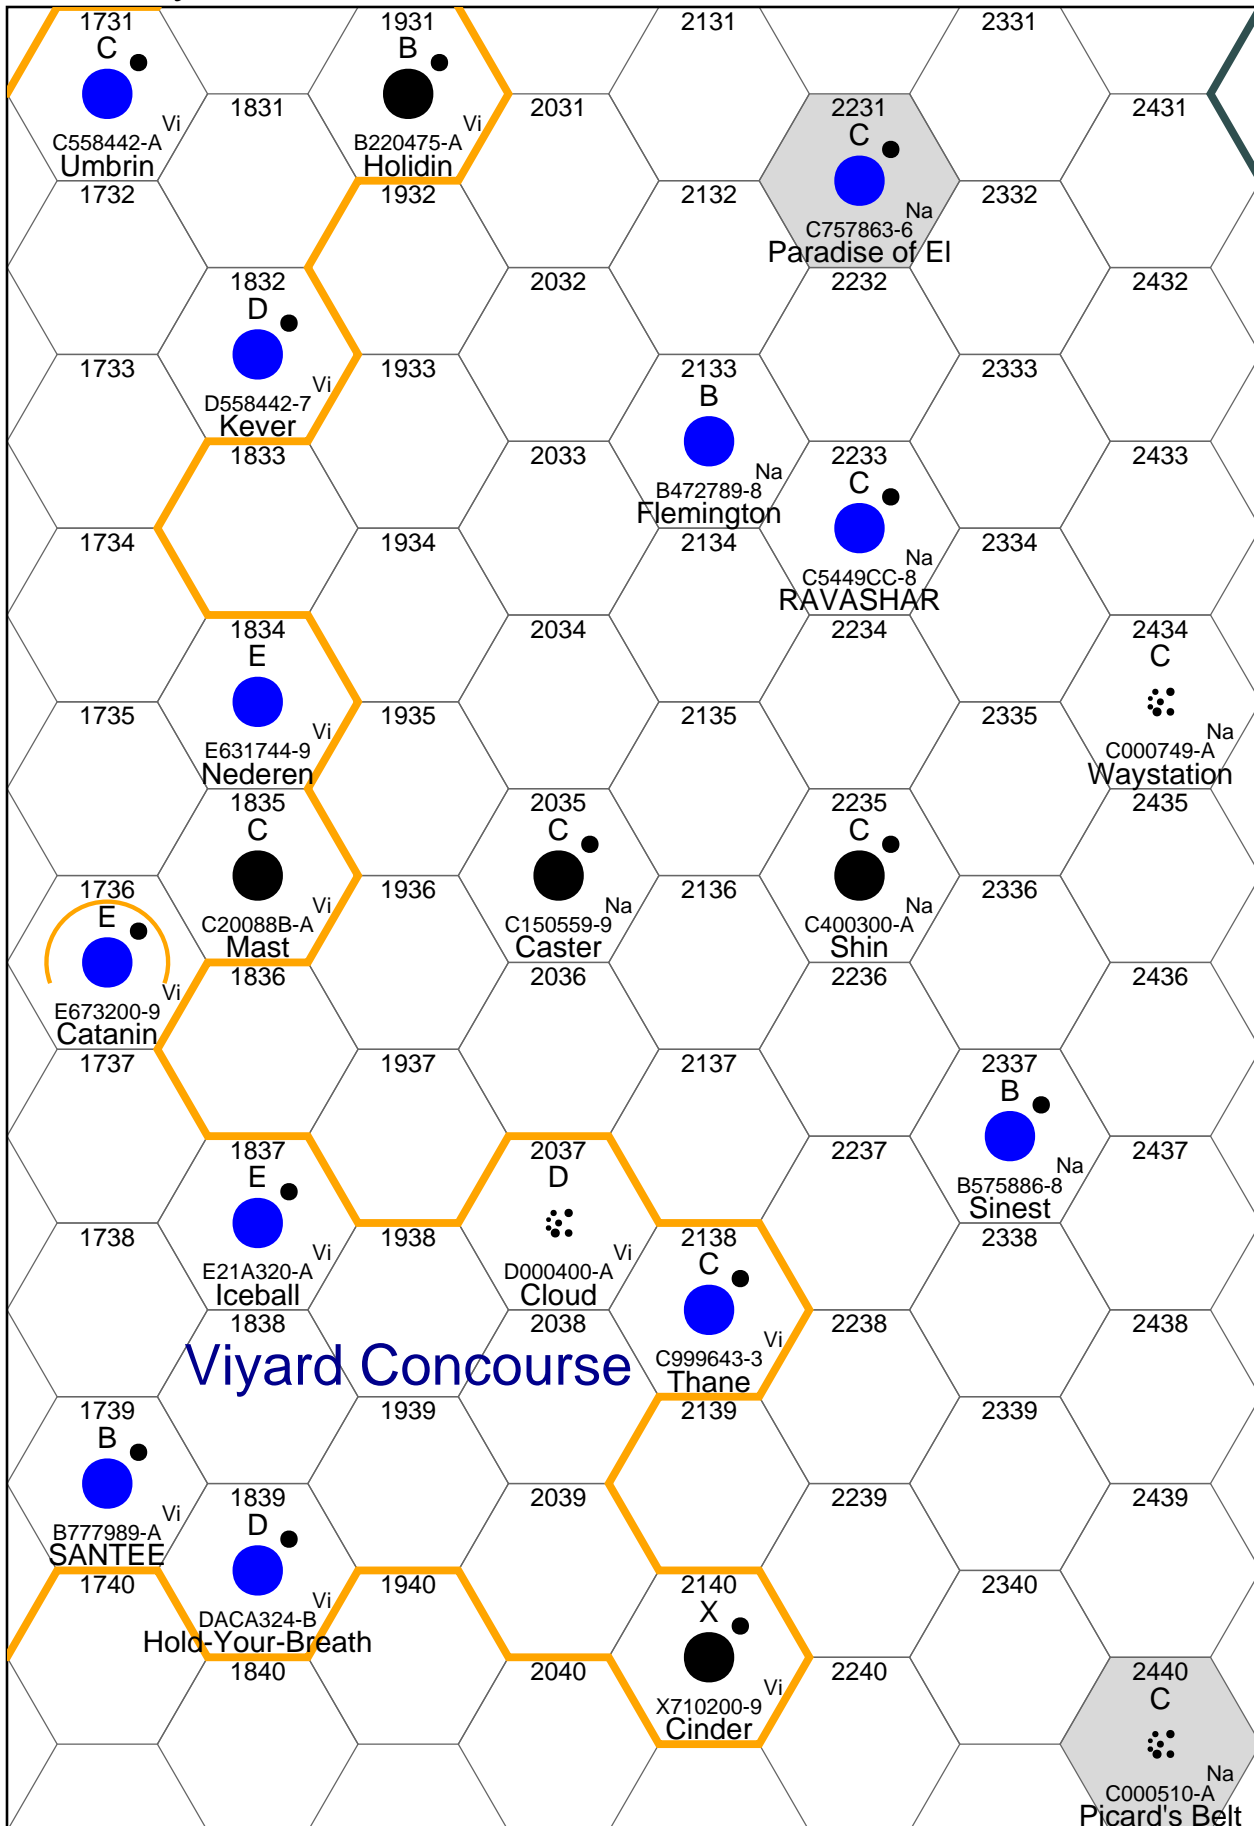 1731
C
Vi
C558442-A
Umbrin
1931
B
Vi
B220475-A
Holidin
2131
2331
1831
2031
2231
C
Na
C757863-6
Paradise of El
2431
1732
1932
2132
2332
1832
D
Vi
D558442-7
Kever
2032
2232
2432
1733
1933
2133
B
Na
B472789-8
Flemington
2333
1833
2033
2233
C
Na
C5449CC-8
RAVASHAR
2433
1734
1934
2134
2334
1834
E
Vi
E631744-9
Nederen
2034
2234
2434
C
Na
C000749-A
Waystation
1735
1935
2135
2335
1835
C
Vi
C20088B-A
Mast
2035
C
Na
C150559-9
Caster
2235
C
Na
C400300-A
Shin
2435
1736
E
Vi
E673200-9
Catanin
1936
2136
2336
1836
2036
2236
2436
1737
1937
2137
2337
B
Na
B575886-8
Sinest
1837
E
Vi
E21A320-A
Iceball
2037
D
Vi
D000400-A
Cloud
2237
2437
1738
1938
2138
C
Vi
C999643-3
Thane
2338
1838
2038
2238
2438
Viyard Concourse
1739
B
Vi
B777989-A
SANTEE
1939
2139
2339
1839
D
Vi
DACA324-B
Hold-Your-Breath
2039
2239
2439
1740
1940
2140
X
Vi
X710200-9
Cinder
2340
1840
2040
2240
2440
C
Na
C000510-A
Picard's Belt